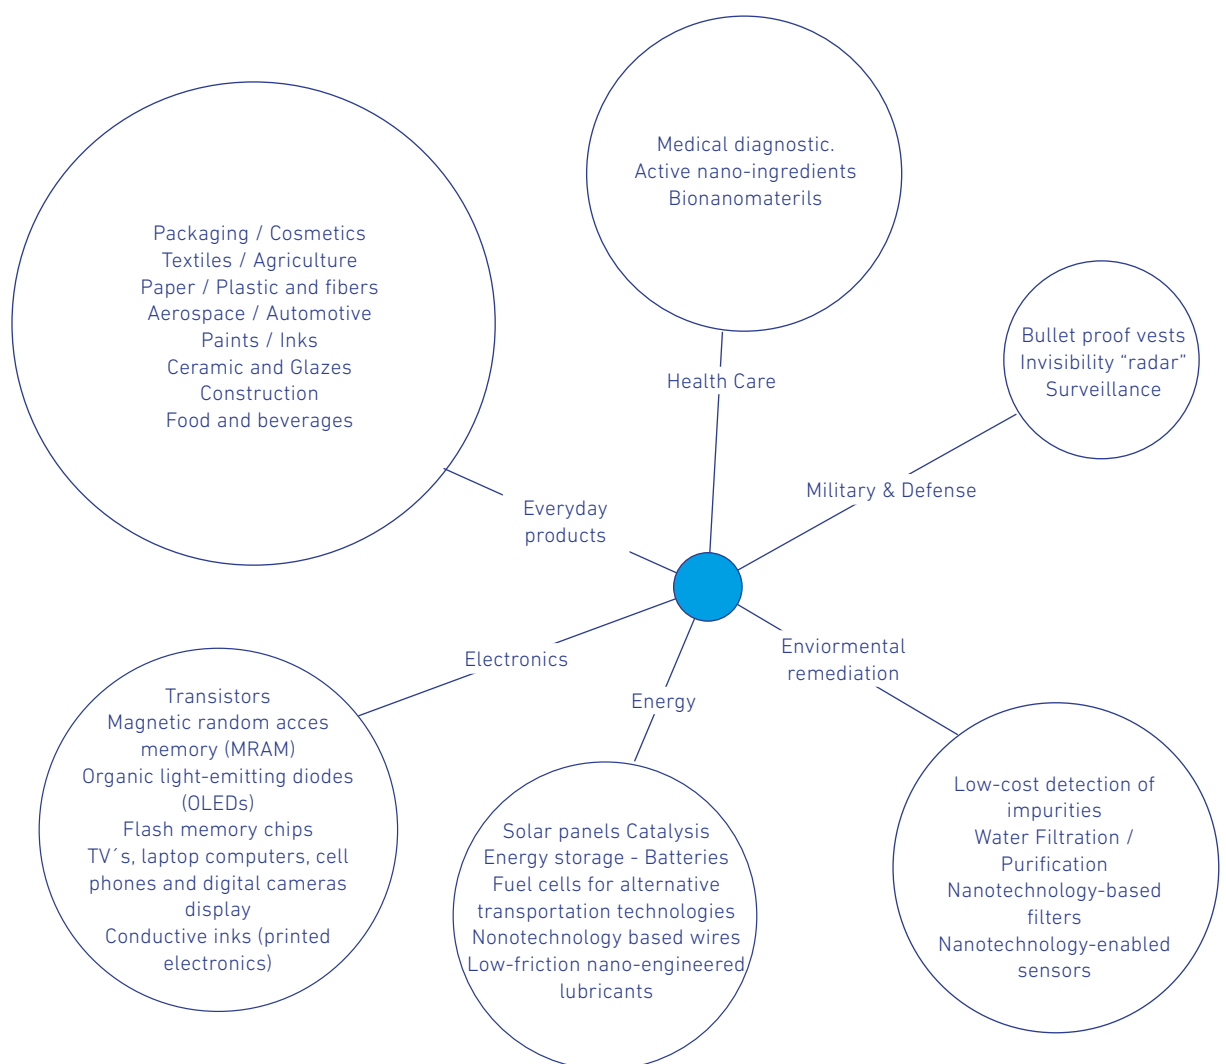 Medical diagnostic.
Active nano-ingredients
Bionanomaterils
Packaging / Cosmetics
Textiles / Agriculture
Paper / Plastic and fibers
Aerospace / Automotive
Paints / Inks
Ceramic and Glazes
Construction
Food and beverages
Bullet proof vests
Invisibility “radar”
Surveillance
Health Care
Military & Defense
Everyday
products
Electronics
Energy
Enviormental
remediation
Transistors
Magnetic random acces
memory (MRAM)
Organic light-emitting diodes
(OLEDs)
Flash memory chips
TV´s, laptop computers, cell
phones and digital cameras
display
Conductive inks (printed
electronics)
Solar panels Catalysis
Energy storage - Batteries
Fuel cells for alternative
transportation technologies
Nonotechnology based wires
Low-friction nano-engineered
lubricants
Low-cost detection of
impurities
Water Filtration /
Purification
Nanotechnology-based
filters
Nanotechnology-enabled
sensors